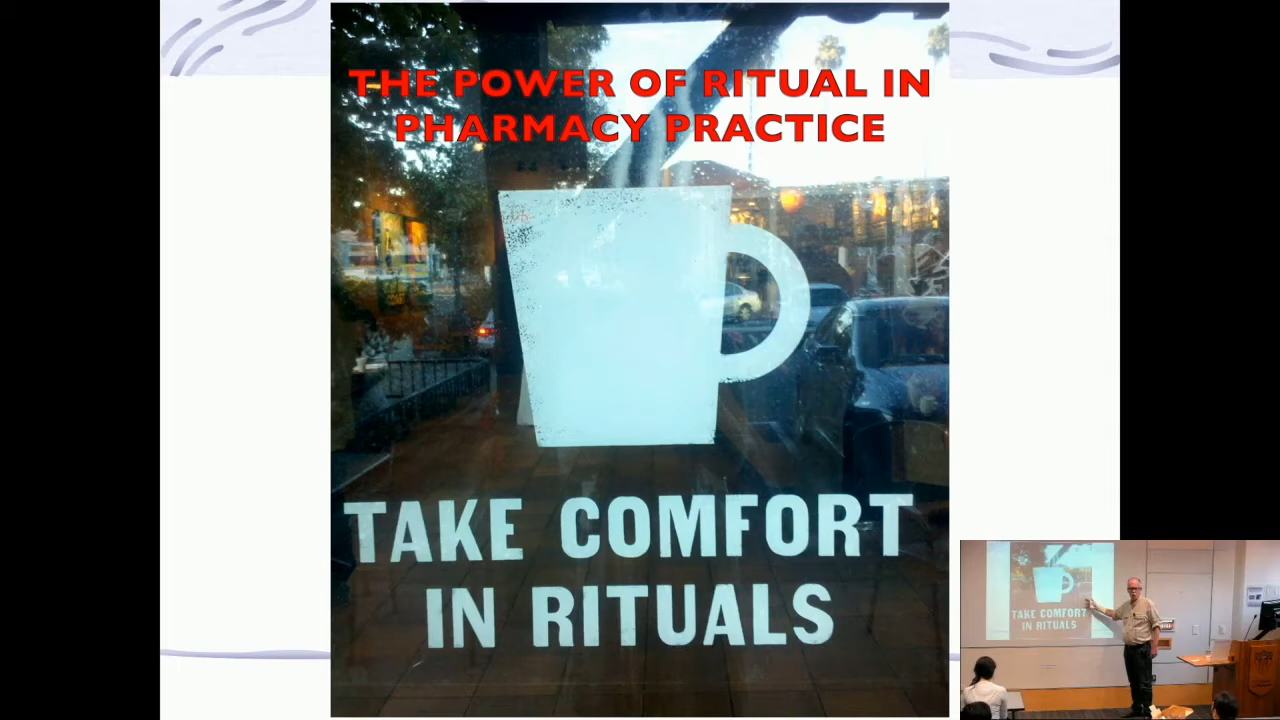 THE POWER OF RITUAL IN
PHARMACY PRACTICE
TAKE COMFORT
IN RITUALS
TAKE COMFORT
IN RITUALS